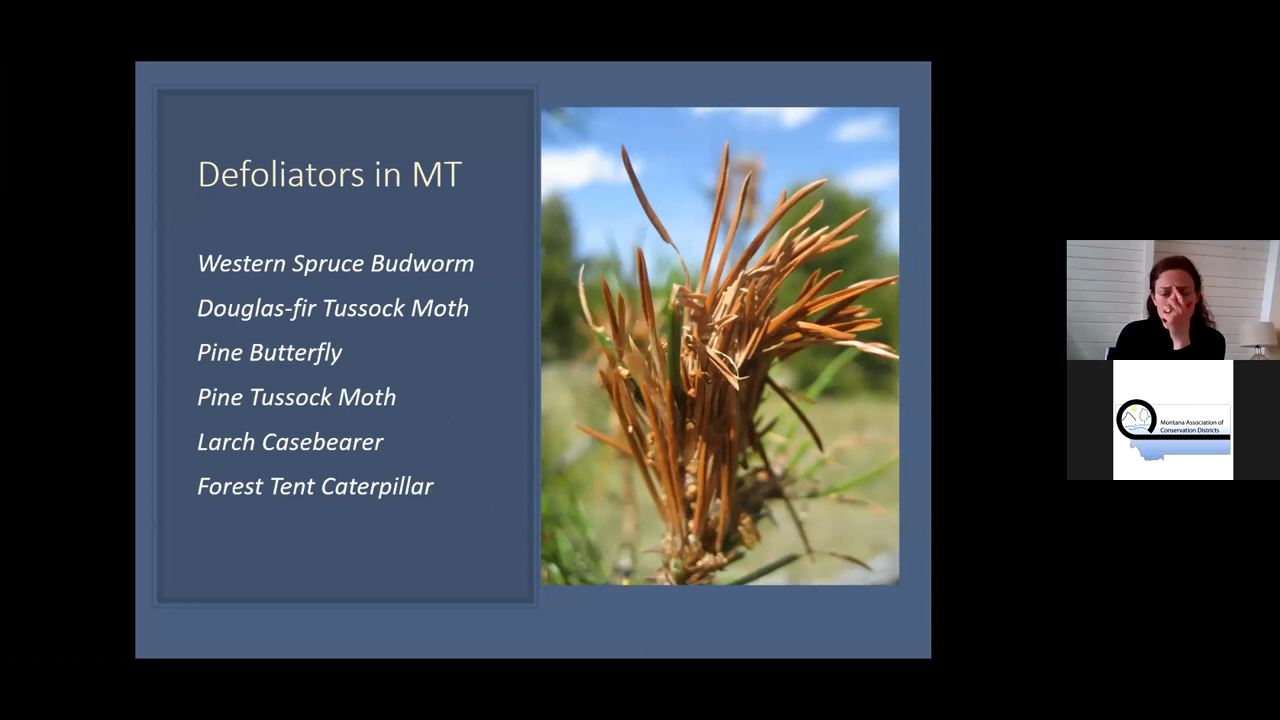 Defoliators in MT
Western Spruce Budworm
Douglas-fir Tussock Moth
Pine Butterfly
Pine Tussock Moth
Larch Casebearer
Forest Tent Caterpillar
Montana Association of
Conservation Districts